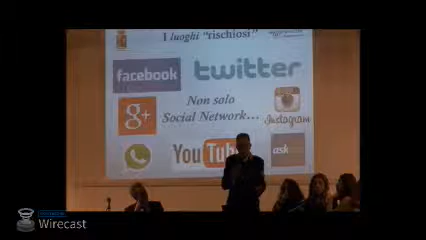 I luoghi "rischiosi"
facebook
twitter
g+
Non solo
Social Network...
Instagram
YouTube
ask
Wirecast